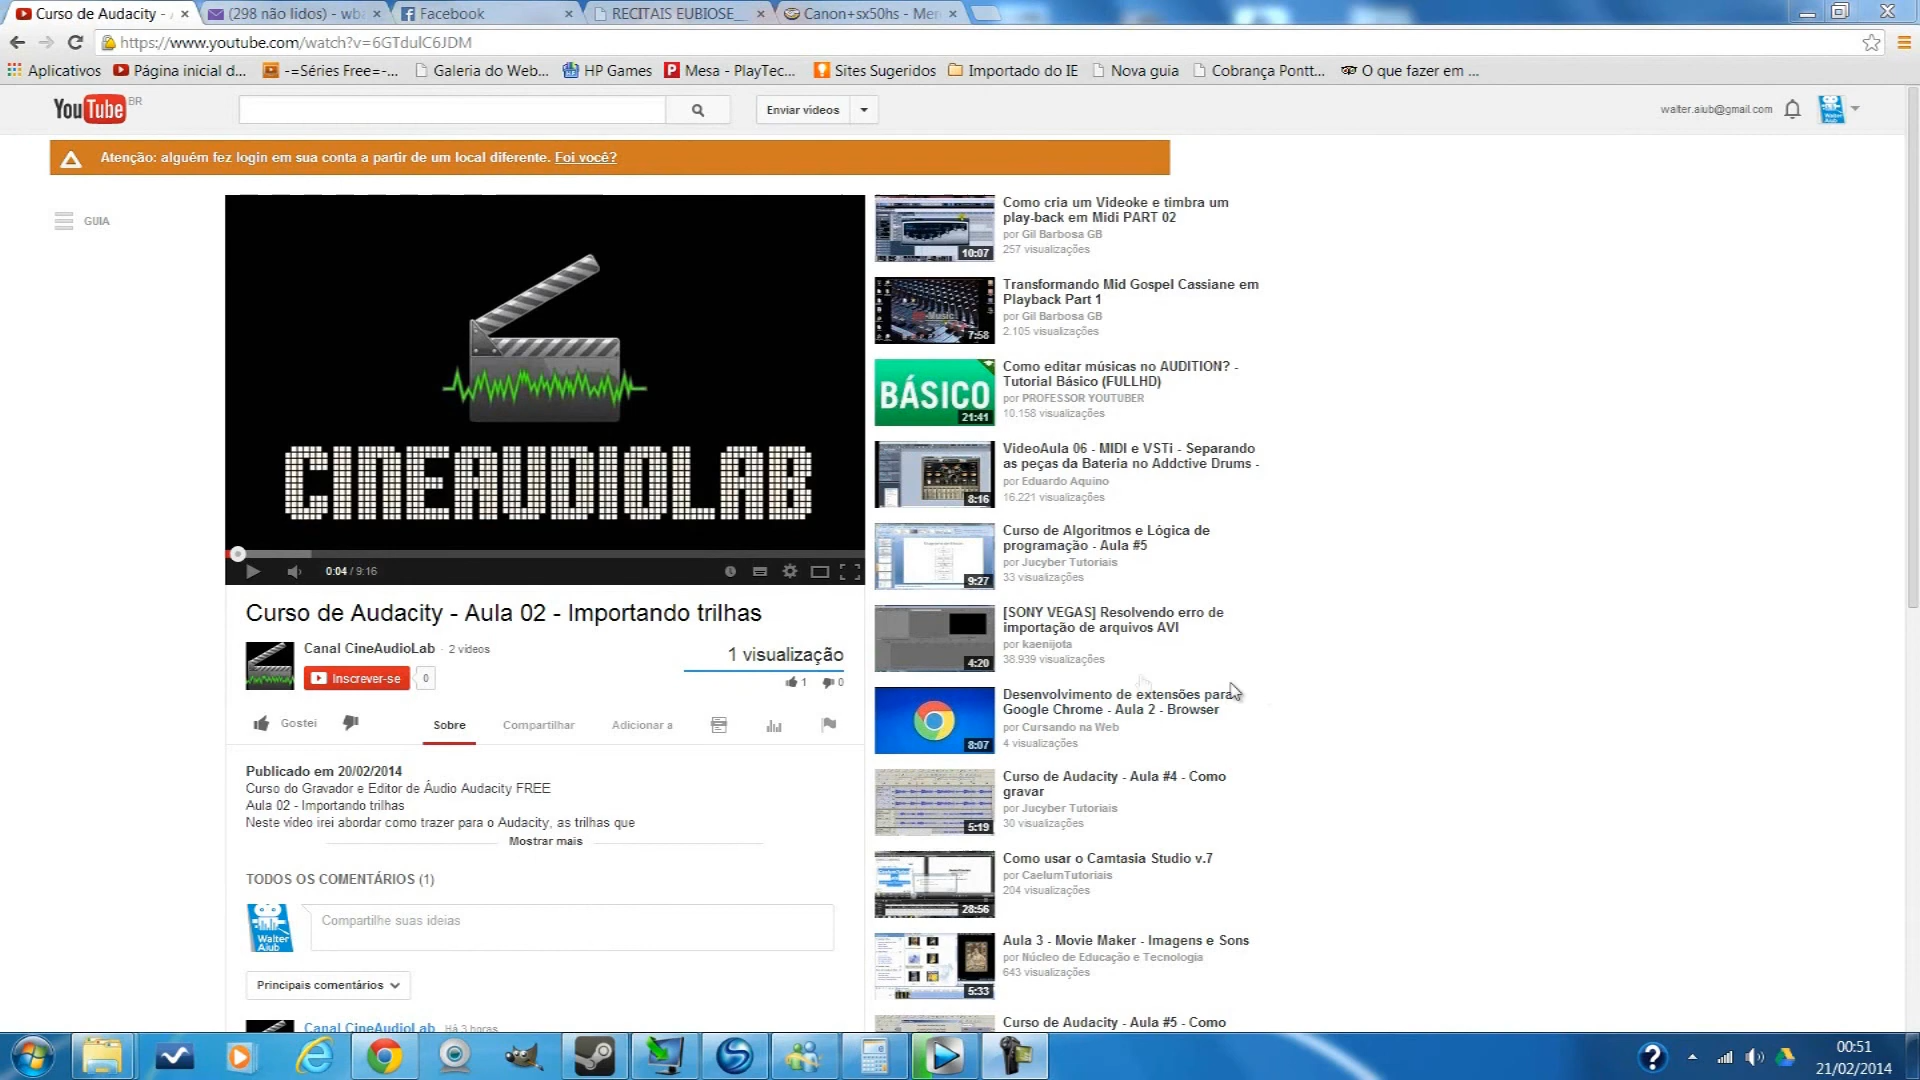 Curso de Audacity -
(298 não lidos) - wb
Facebook
RECITAIS EUBIOSE__
Canon+sx50hs - Mer
https://www.youtube.com/watch?v=6GTdulC6JDM
Aplicativos
Página inicial d...
-=Séries Free=-...
Galeria do Web...
HP Games
Mesa - PlayTec...
Sites Sugeridos
Importado do IE
Nova guia
Cobrança Pontt...
O que fazer em ...
YouTube BR
Enviar vídeos
walter.aiub@gmail.com
Atenção: alguém fez login em sua conta a partir de um local diferente. Foi você?
GUIA
CINEAUDIOLAB
0:04 / 9:16
Curso de Audacity - Aula 02 - Importando trilhas
Canal CineAudioLab · 2 vídeos
Inscrever-se 0
1 visualização
1 0
Gostei
Sobre
Compartilhar
Adicionar a
Publicado em 20/02/2014
Curso do Gravador e Editor de Áudio Audacity FREE
Aula 02 - Importando trilhas
Neste vídeo irei abordar como trazer para o Audacity, as trilhas que
Mostrar mais
TODOS OS COMENTÁRIOS (1)
Walter
Aiub
Compartilhe suas ideias
Principais comentários
Canal CineAudioLab Há 3 horas
10:07
Como cria um Videoke e timbra um
play-back em Midi PART 02
por Gil Barbosa GB
257 visualizações
7:58
Transformando Mid Gospel Cassiane em
Playback Part 1
por Gil Barbosa GB
2.105 visualizações
BÁSICO
21:41
Como editar músicas no AUDITION? -
Tutorial Básico (FULLHD)
por PROFESSOR YOUTUBER
10.158 visualizações
8:16
VideoAula 06 - MIDI e VSTi - Separando
as peças da Bateria no Addctive Drums -
por Eduardo Aquino
16.221 visualizações
9:27
Curso de Algoritmos e Lógica de
programação - Aula #5
por Jucyber Tutoriais
33 visualizações
4:20
[SONY VEGAS] Resolvendo erro de
importação de arquivos AVI
por kaenijota
38.939 visualizações
8:07
Desenvolvimento de extensões para
Google Chrome - Aula 2 - Browser
por Cursando na Web
4 visualizações
5:19
Curso de Audacity - Aula #4 - Como
gravar
por Jucyber Tutoriais
30 visualizações
28:56
Como usar o Camtasia Studio v.7
por CaelumTutoriais
204 visualizações
5:33
Aula 3 - Movie Maker - Imagens e Sons
por Núcleo de Educação e Tecnologia
643 visualizações
Curso de Audacity - Aula #5 - Como
00:51
21/02/2014